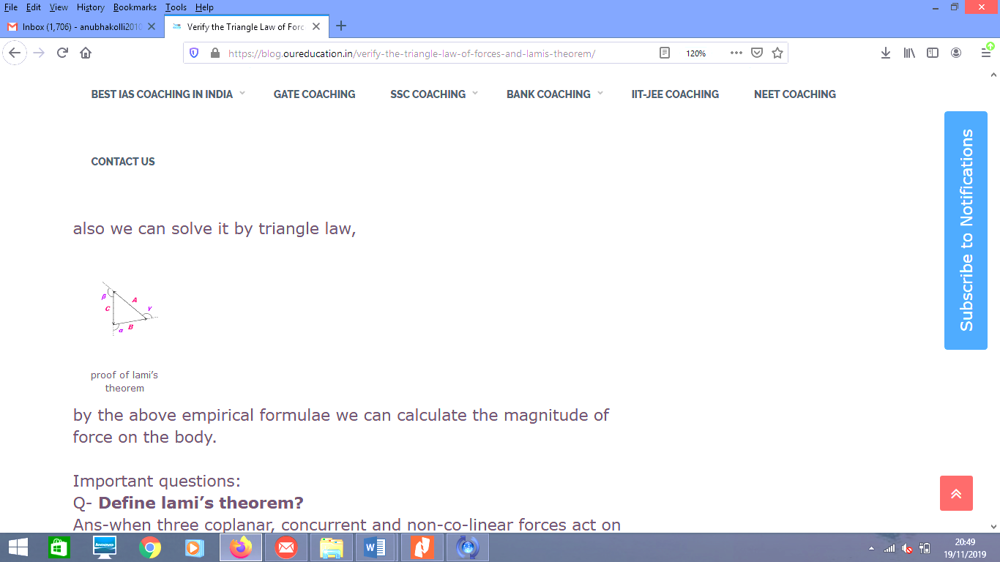 File Edit View History Bookmarks Tools Help
Inbox (1,706) - anubhakolli2010
Verify the Triangle Law of Forc
https://blog.oureducation.in/verify-the-triangle-law-of-forces-and-lamis-theorem/
120%
BEST IAS COACHING IN INDIA GATE COACHING SSC COACHING BANK COACHING IIT-JEE COACHING NEET COACHING
CONTACT US
Subscribe to Notifications
also we can solve it by triangle law,
β A
C γ
B
α
proof of lami’s
theorem
by the above empirical formulae we can calculate the magnitude of
force on the body.
Important questions:
Q- Define lami’s theorem?
Ans-when three coplanar, concurrent and non-co-linear forces act on
lenovo
20:49
19/11/2019